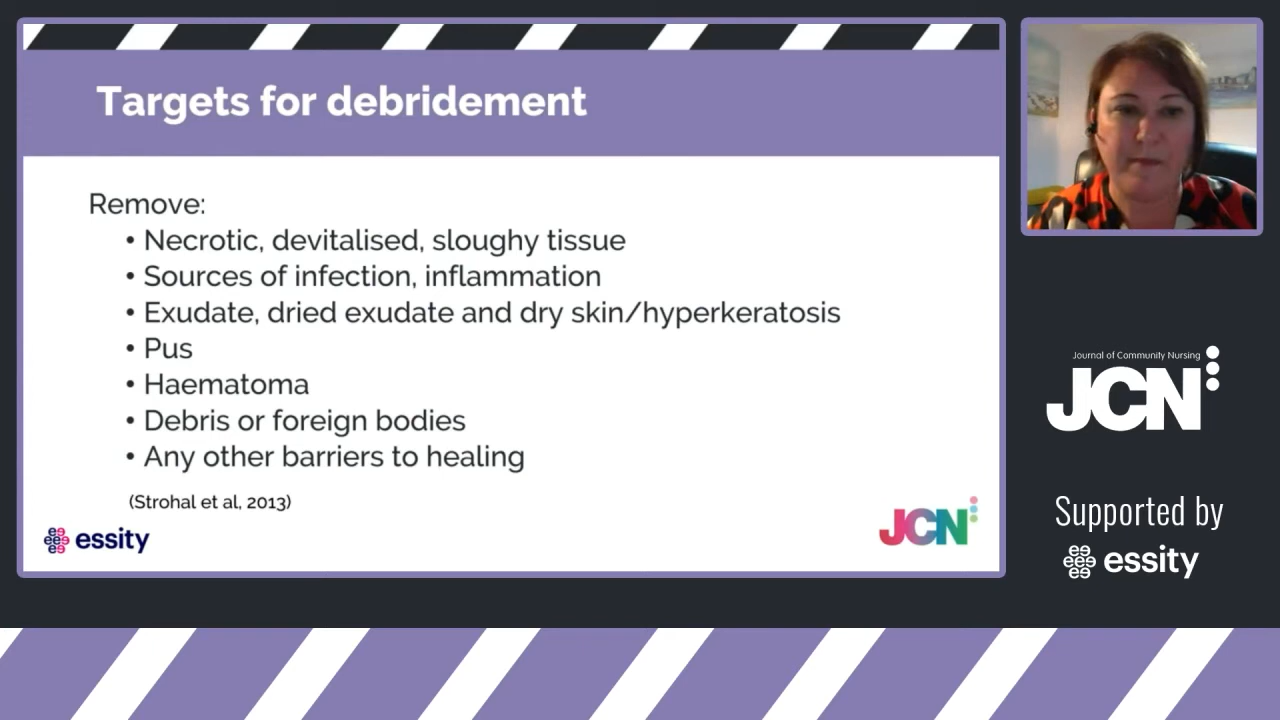 Targets for debridement
Remove:
• Necrotic, devitalised, sloughy tissue
• Sources of infection, inflammation
• Exudate, dried exudate and dry skin/hyperkeratosis
• Pus
• Haematoma
• Debris or foreign bodies
• Any other barriers to healing
(Strohal et al, 2013)
essity
JCN
Journal of Community Nursing
JCN
Supported by
essity